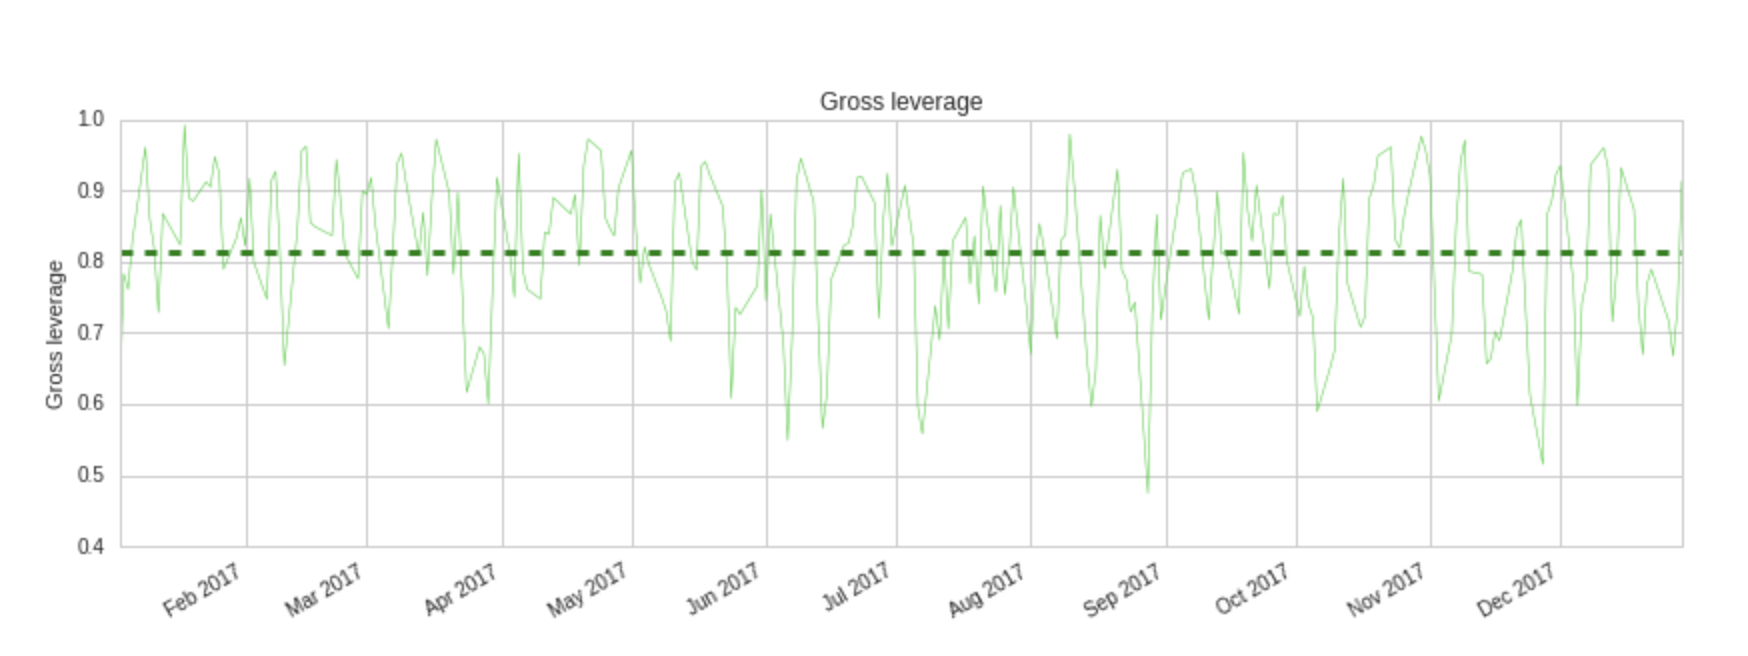 Gross leverage
Gross leverage
1.0
0.9
0.8
0.7
0.6
0.5
0.4
Feb 2017
Mar 2017
Apr 2017
May 2017
Jun 2017
Jul 2017
Aug 2017
Sep 2017
Oct 2017
Nov 2017
Dec 2017